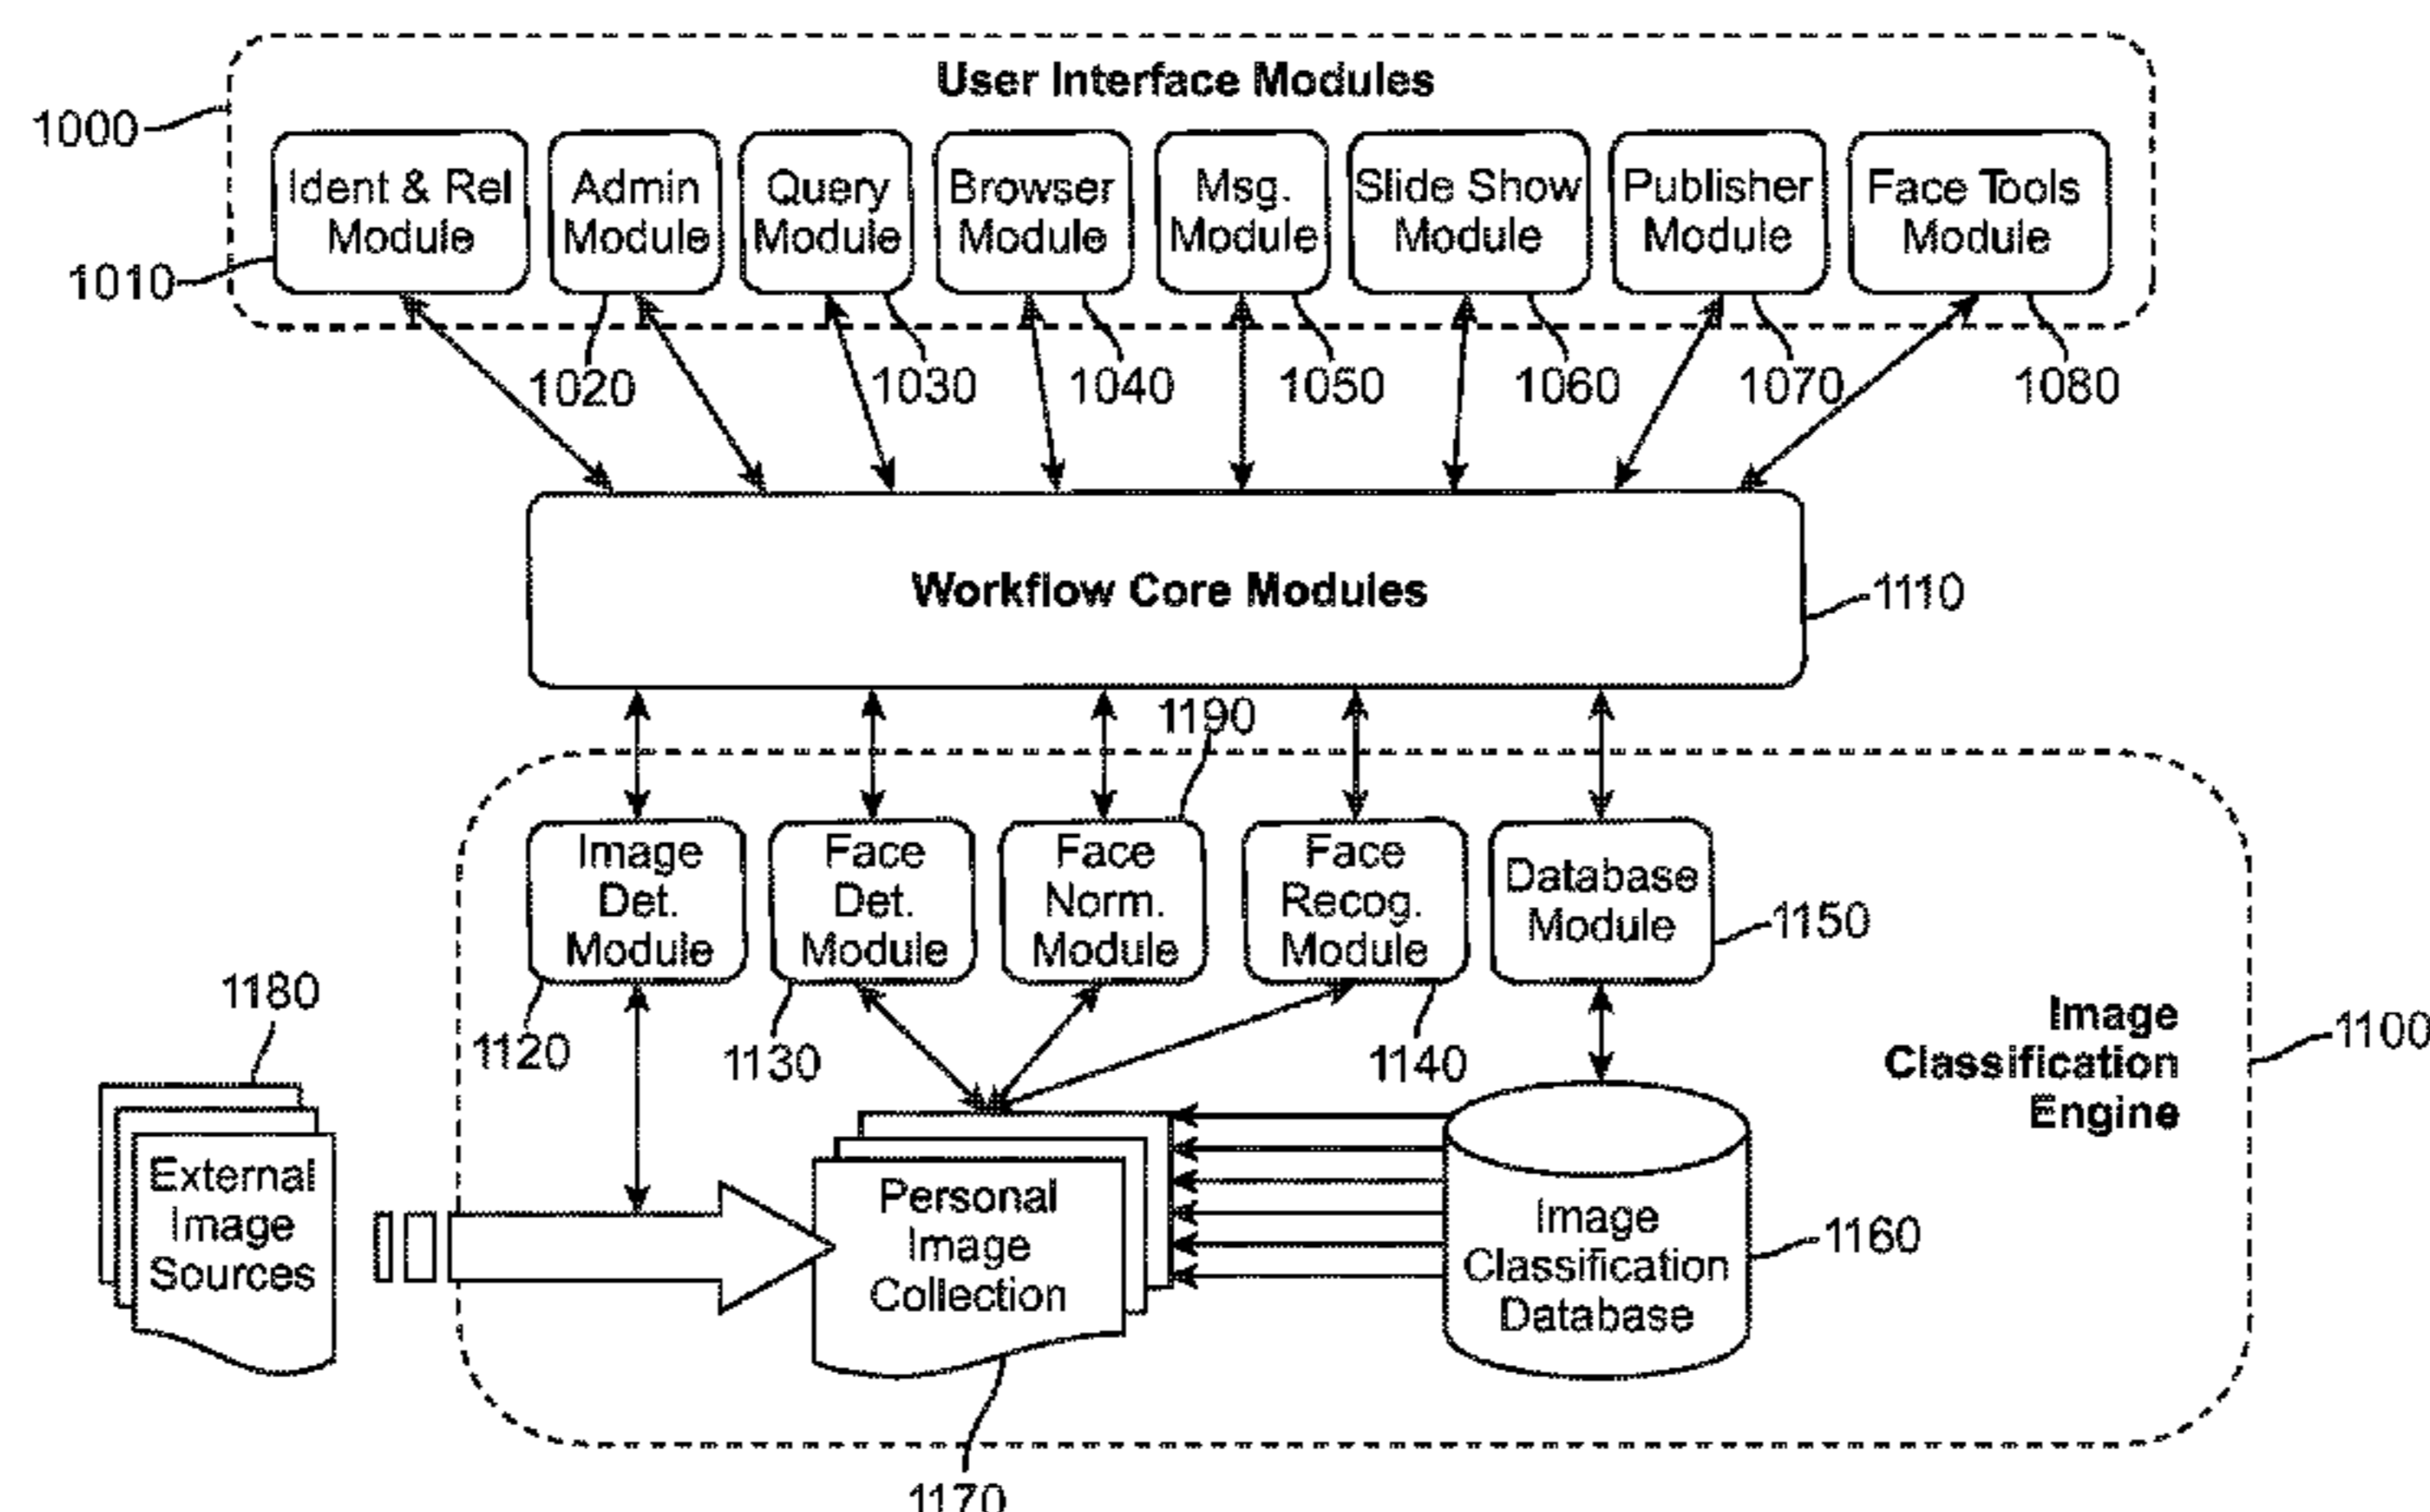 User Interface Modules
1000
Ident & Rel
Module
Admin
Module
Query
Module
Browser
Module
Msg.
Module
Slide Show
Module
Publisher
Module
Face Tools
Module
1010
1020
1030
1040
1050
1060
1070
1080
Workflow Core Modules
1110
1190
Image
Det.
Module
Face
Det.
Module
Face
Norm.
Module
Face
Recog.
Module
Database
Module
1150
1180
1120
1130
1140
Image
Classification
Engine
1100
External
Image
Sources
Personal
Image
Collection
Image
Classification
Database
1160
1170